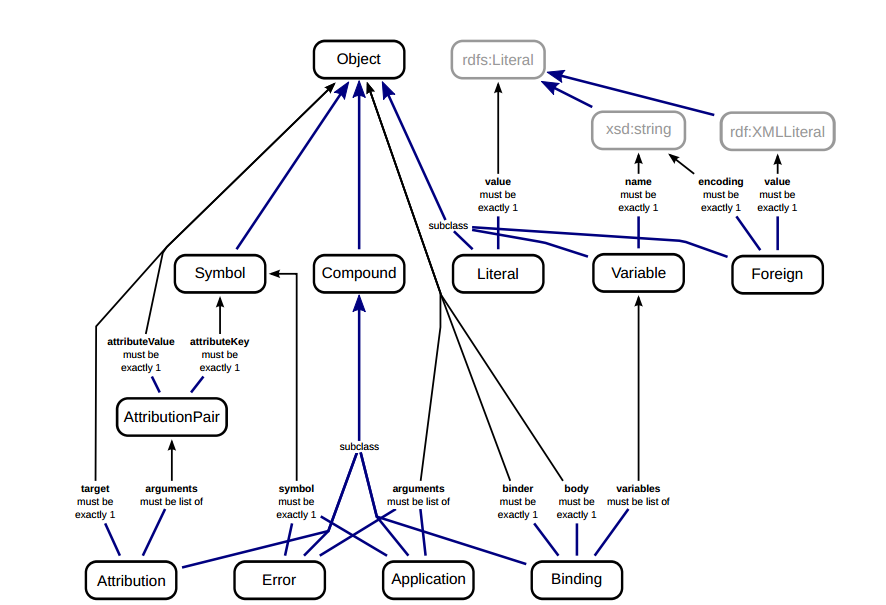 Object
rdfs:Literal
xsd:string
rdf:XMLLiteral
value
must be
exactly 1
name
must be
exactly 1
encoding
must be
exactly 1
value
must be
exactly 1
subclass
Symbol
Compound
Literal
Variable
Foreign
attributeValue
must be
exactly 1
attributeKey
must be
exactly 1
AttributionPair
subclass
target
must be
exactly 1
arguments
must be list of
symbol
must be
exactly 1
arguments
must be list of
binder
must be
exactly 1
body
must be
exactly 1
variables
must be list of
Attribution
Error
Application
Binding